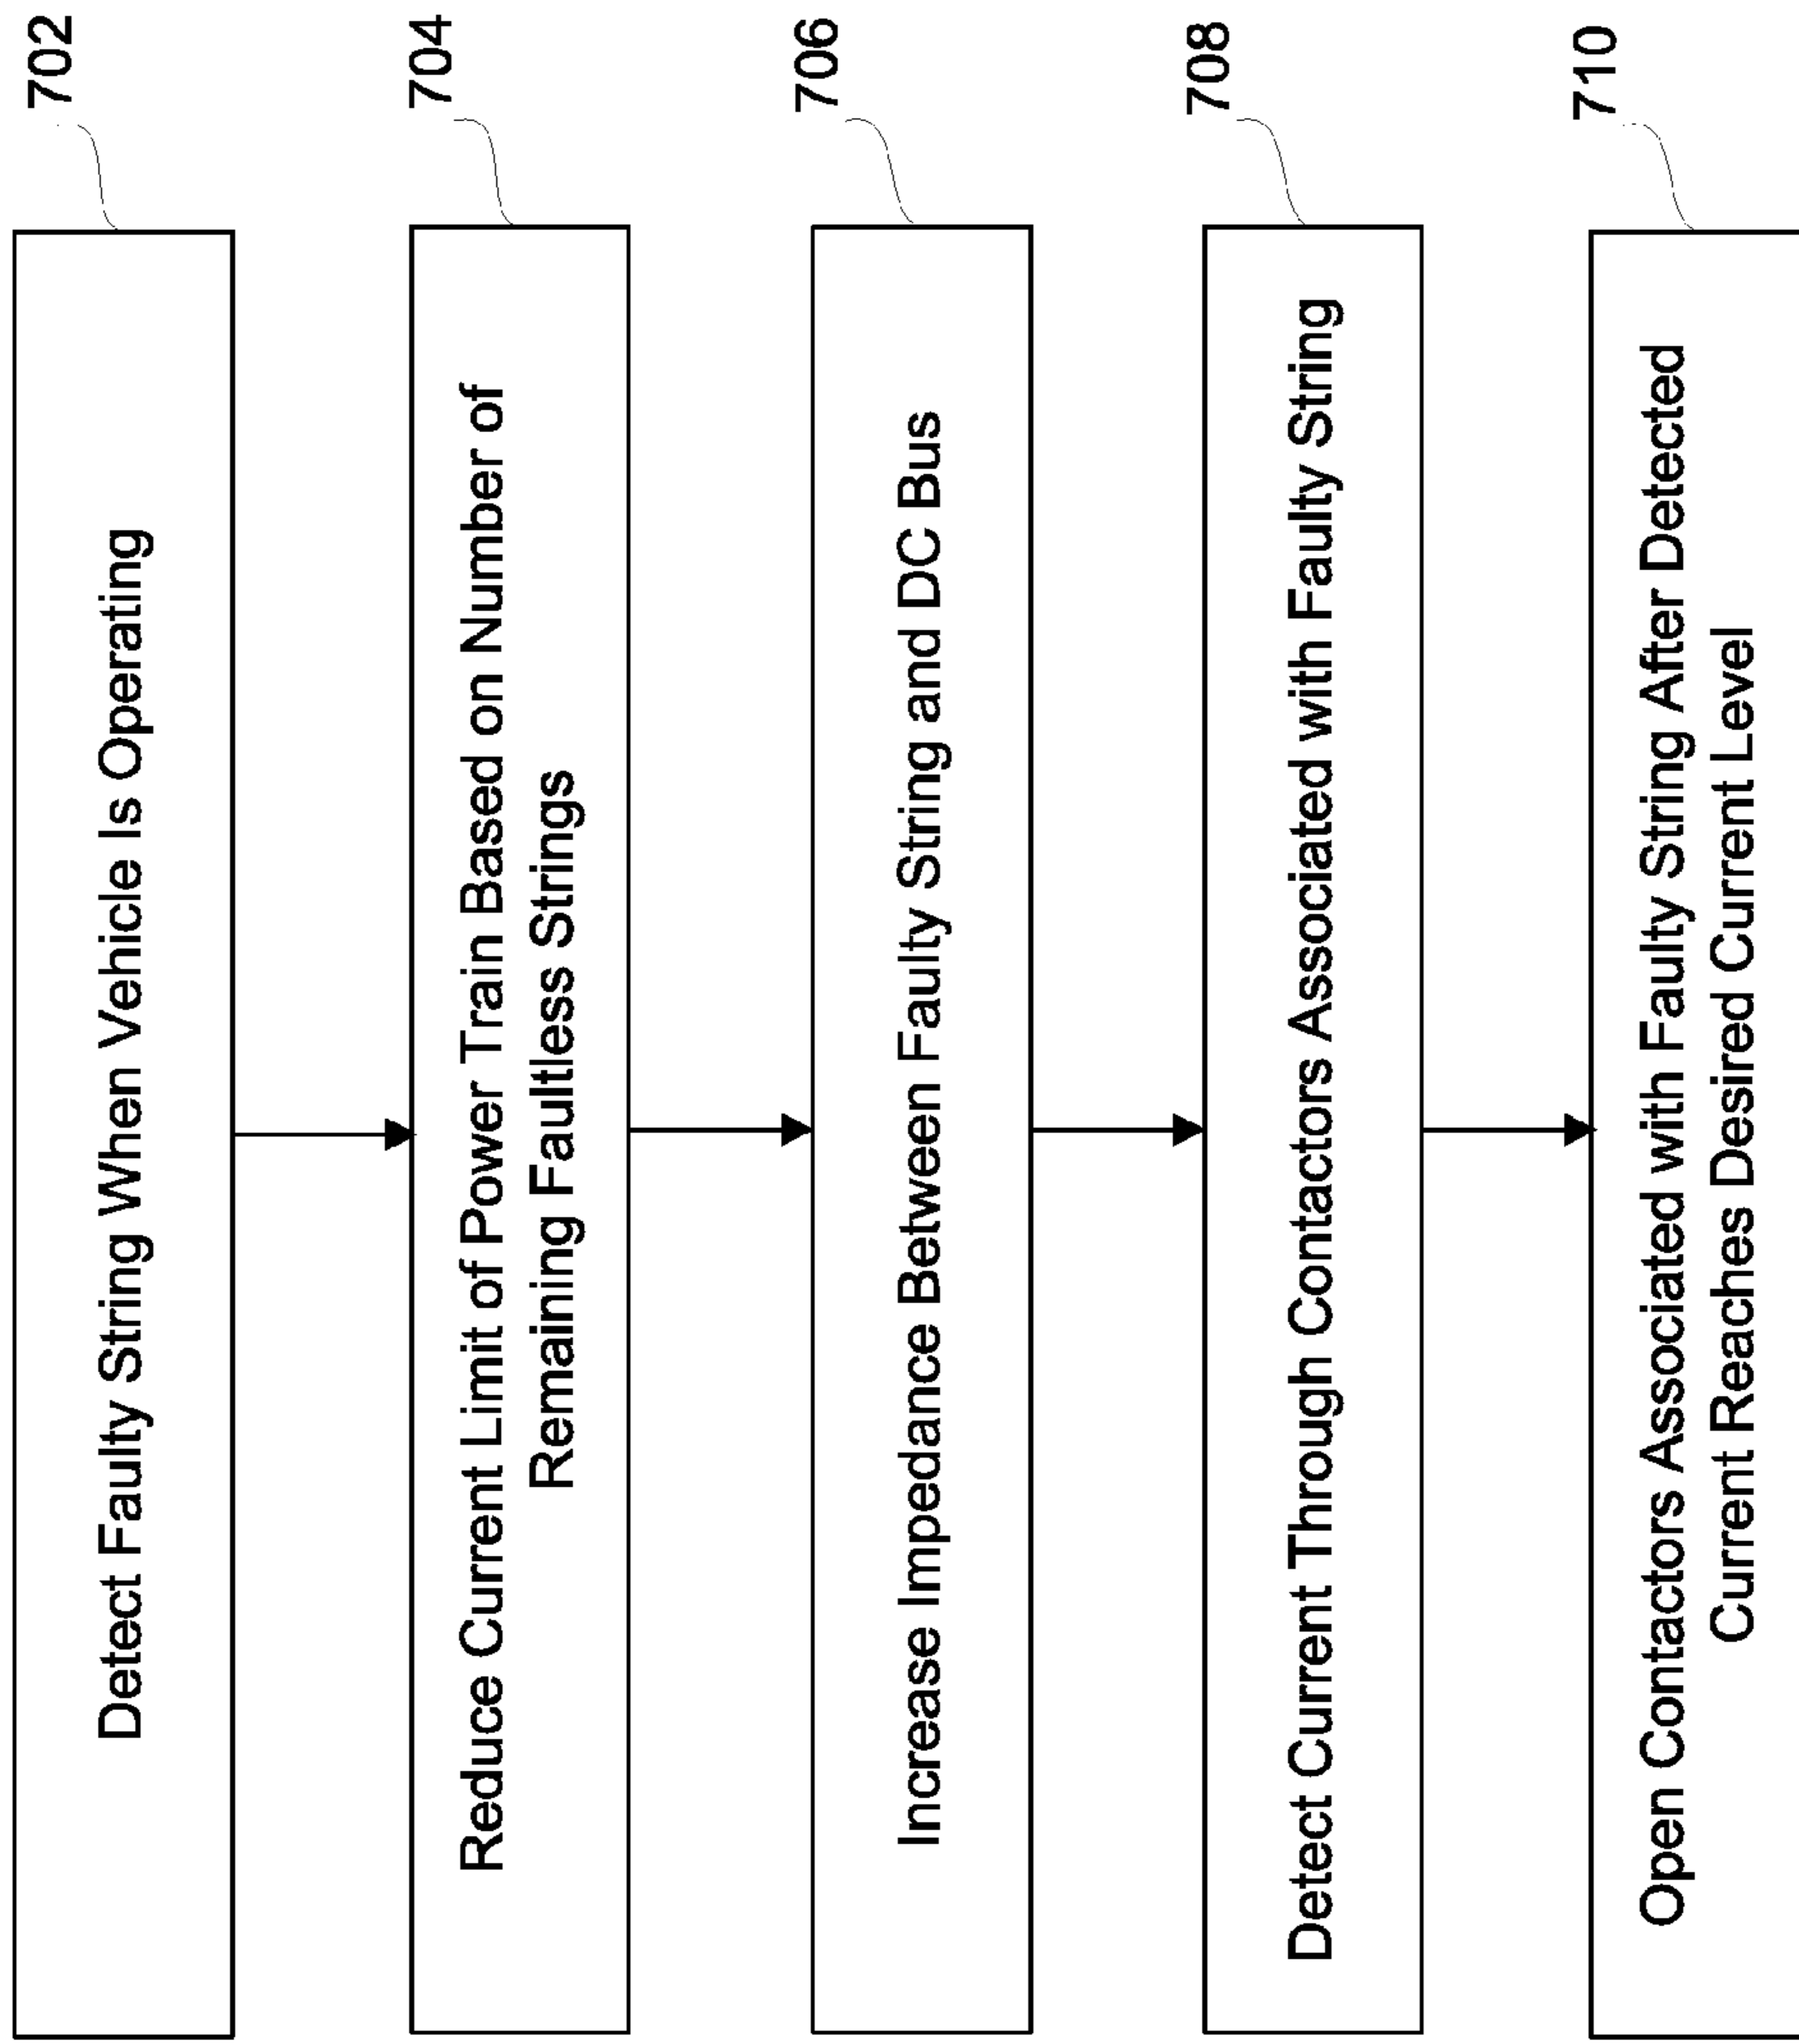 702
Detect Faulty String When Vehicle Is Operating
704
Reduce Current Limit of Power Train Based on Number of
Remaining Faultless Strings
706
Increase Impedance Between Faulty String and DC Bus
708
Detect Current Through Contactors Associated with Faulty String
710
Open Contactors Associated with Faulty String After Detected
Current Reaches Desired Current Level